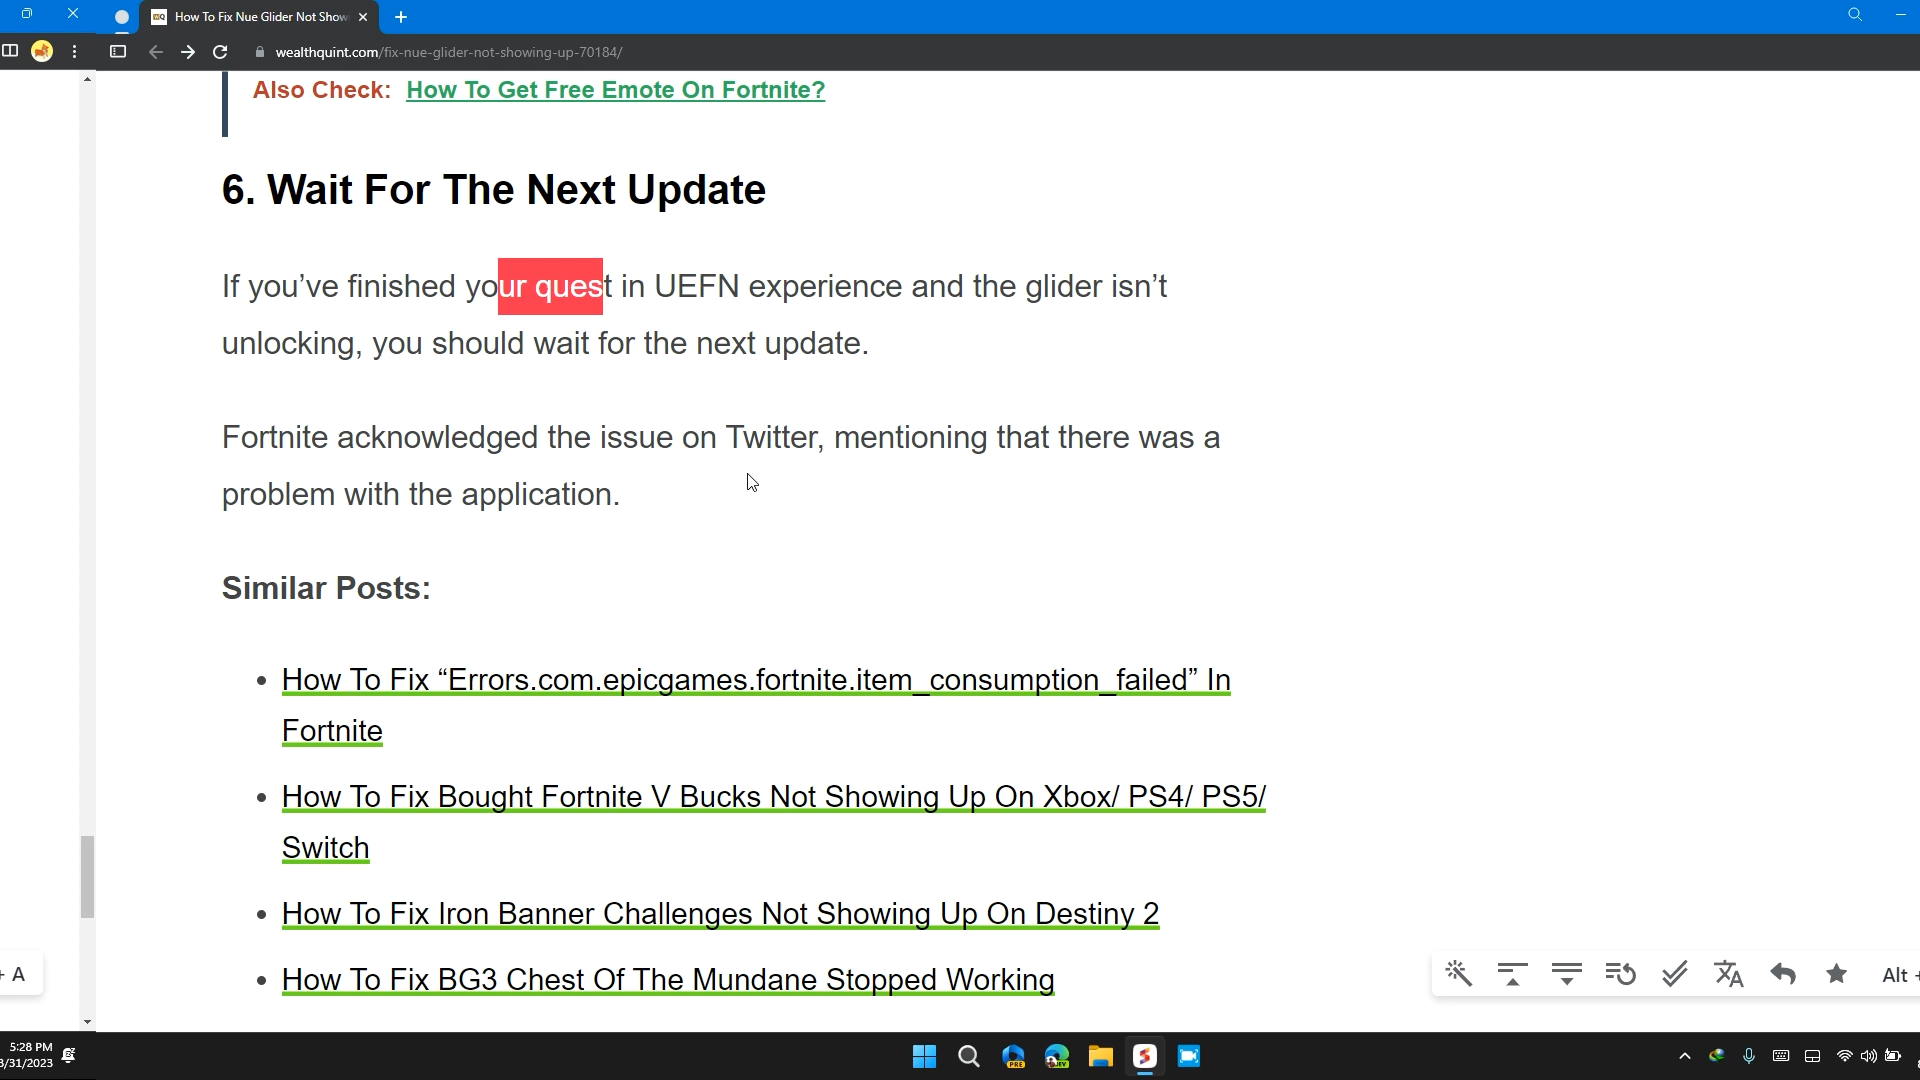 How To Fix Nue Glider Not Show
wealthquint.com/fix-nue-glider-not-showing-up-70184/
Also Check: How To Get Free Emote On Fortnite?
6. Wait For The Next Update
If you’ve finished your quest in UEFN experience and the glider isn’t
unlocking, you should wait for the next update.
Fortnite acknowledged the issue on Twitter, mentioning that there was a
problem with the application.
Similar Posts:
How To Fix “Errors.com.epicgames.fortnite.item_consumption_failed” In
Fortnite
How To Fix Bought Fortnite V Bucks Not Showing Up On Xbox/ PS4/ PS5/
Switch
How To Fix Iron Banner Challenges Not Showing Up On Destiny 2
How To Fix BG3 Chest Of The Mundane Stopped Working
+ A
Alt +
5:28 PM
8/31/2023
PRE